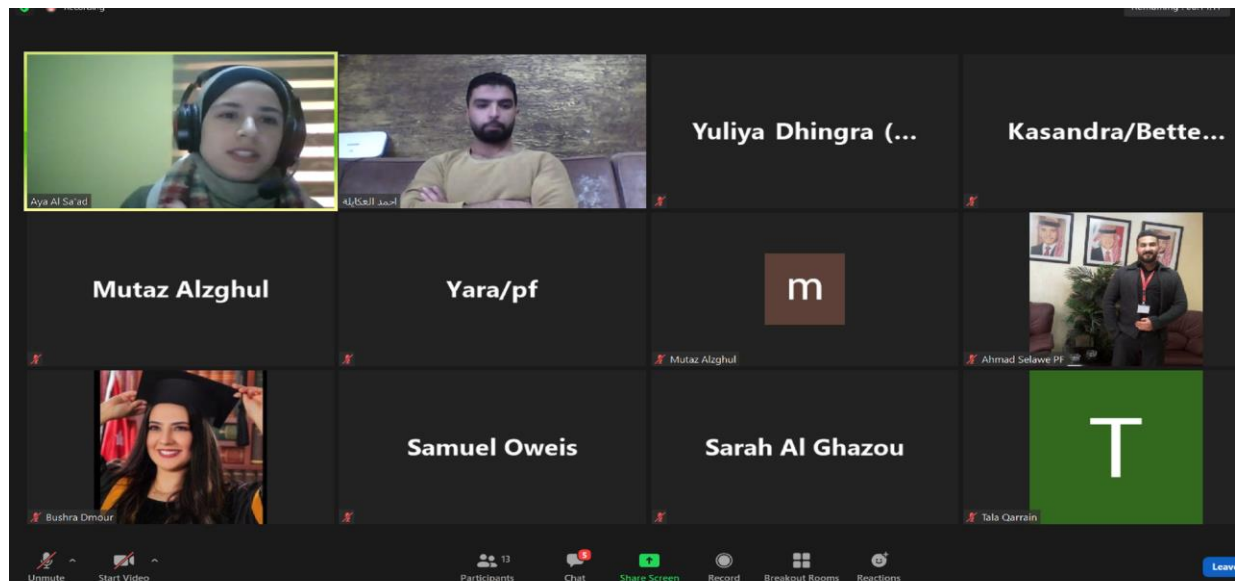 Recording
Aya Al Sa'ad
احمد العكايله
Yuliya Dhingra (...
Kasandra/Bette...
Mutaz Alzghul
Yara/pf
m
Mutaz Alzghul
Ahmad Selawe PF
Bushra Dmour
Samuel Oweis
Sarah Al Ghazou
T
Tala Qarrain
Unmute
Start Video
13
Participants
5
Chat
Share Screen
Record
Breakout Rooms
Reactions
Leave